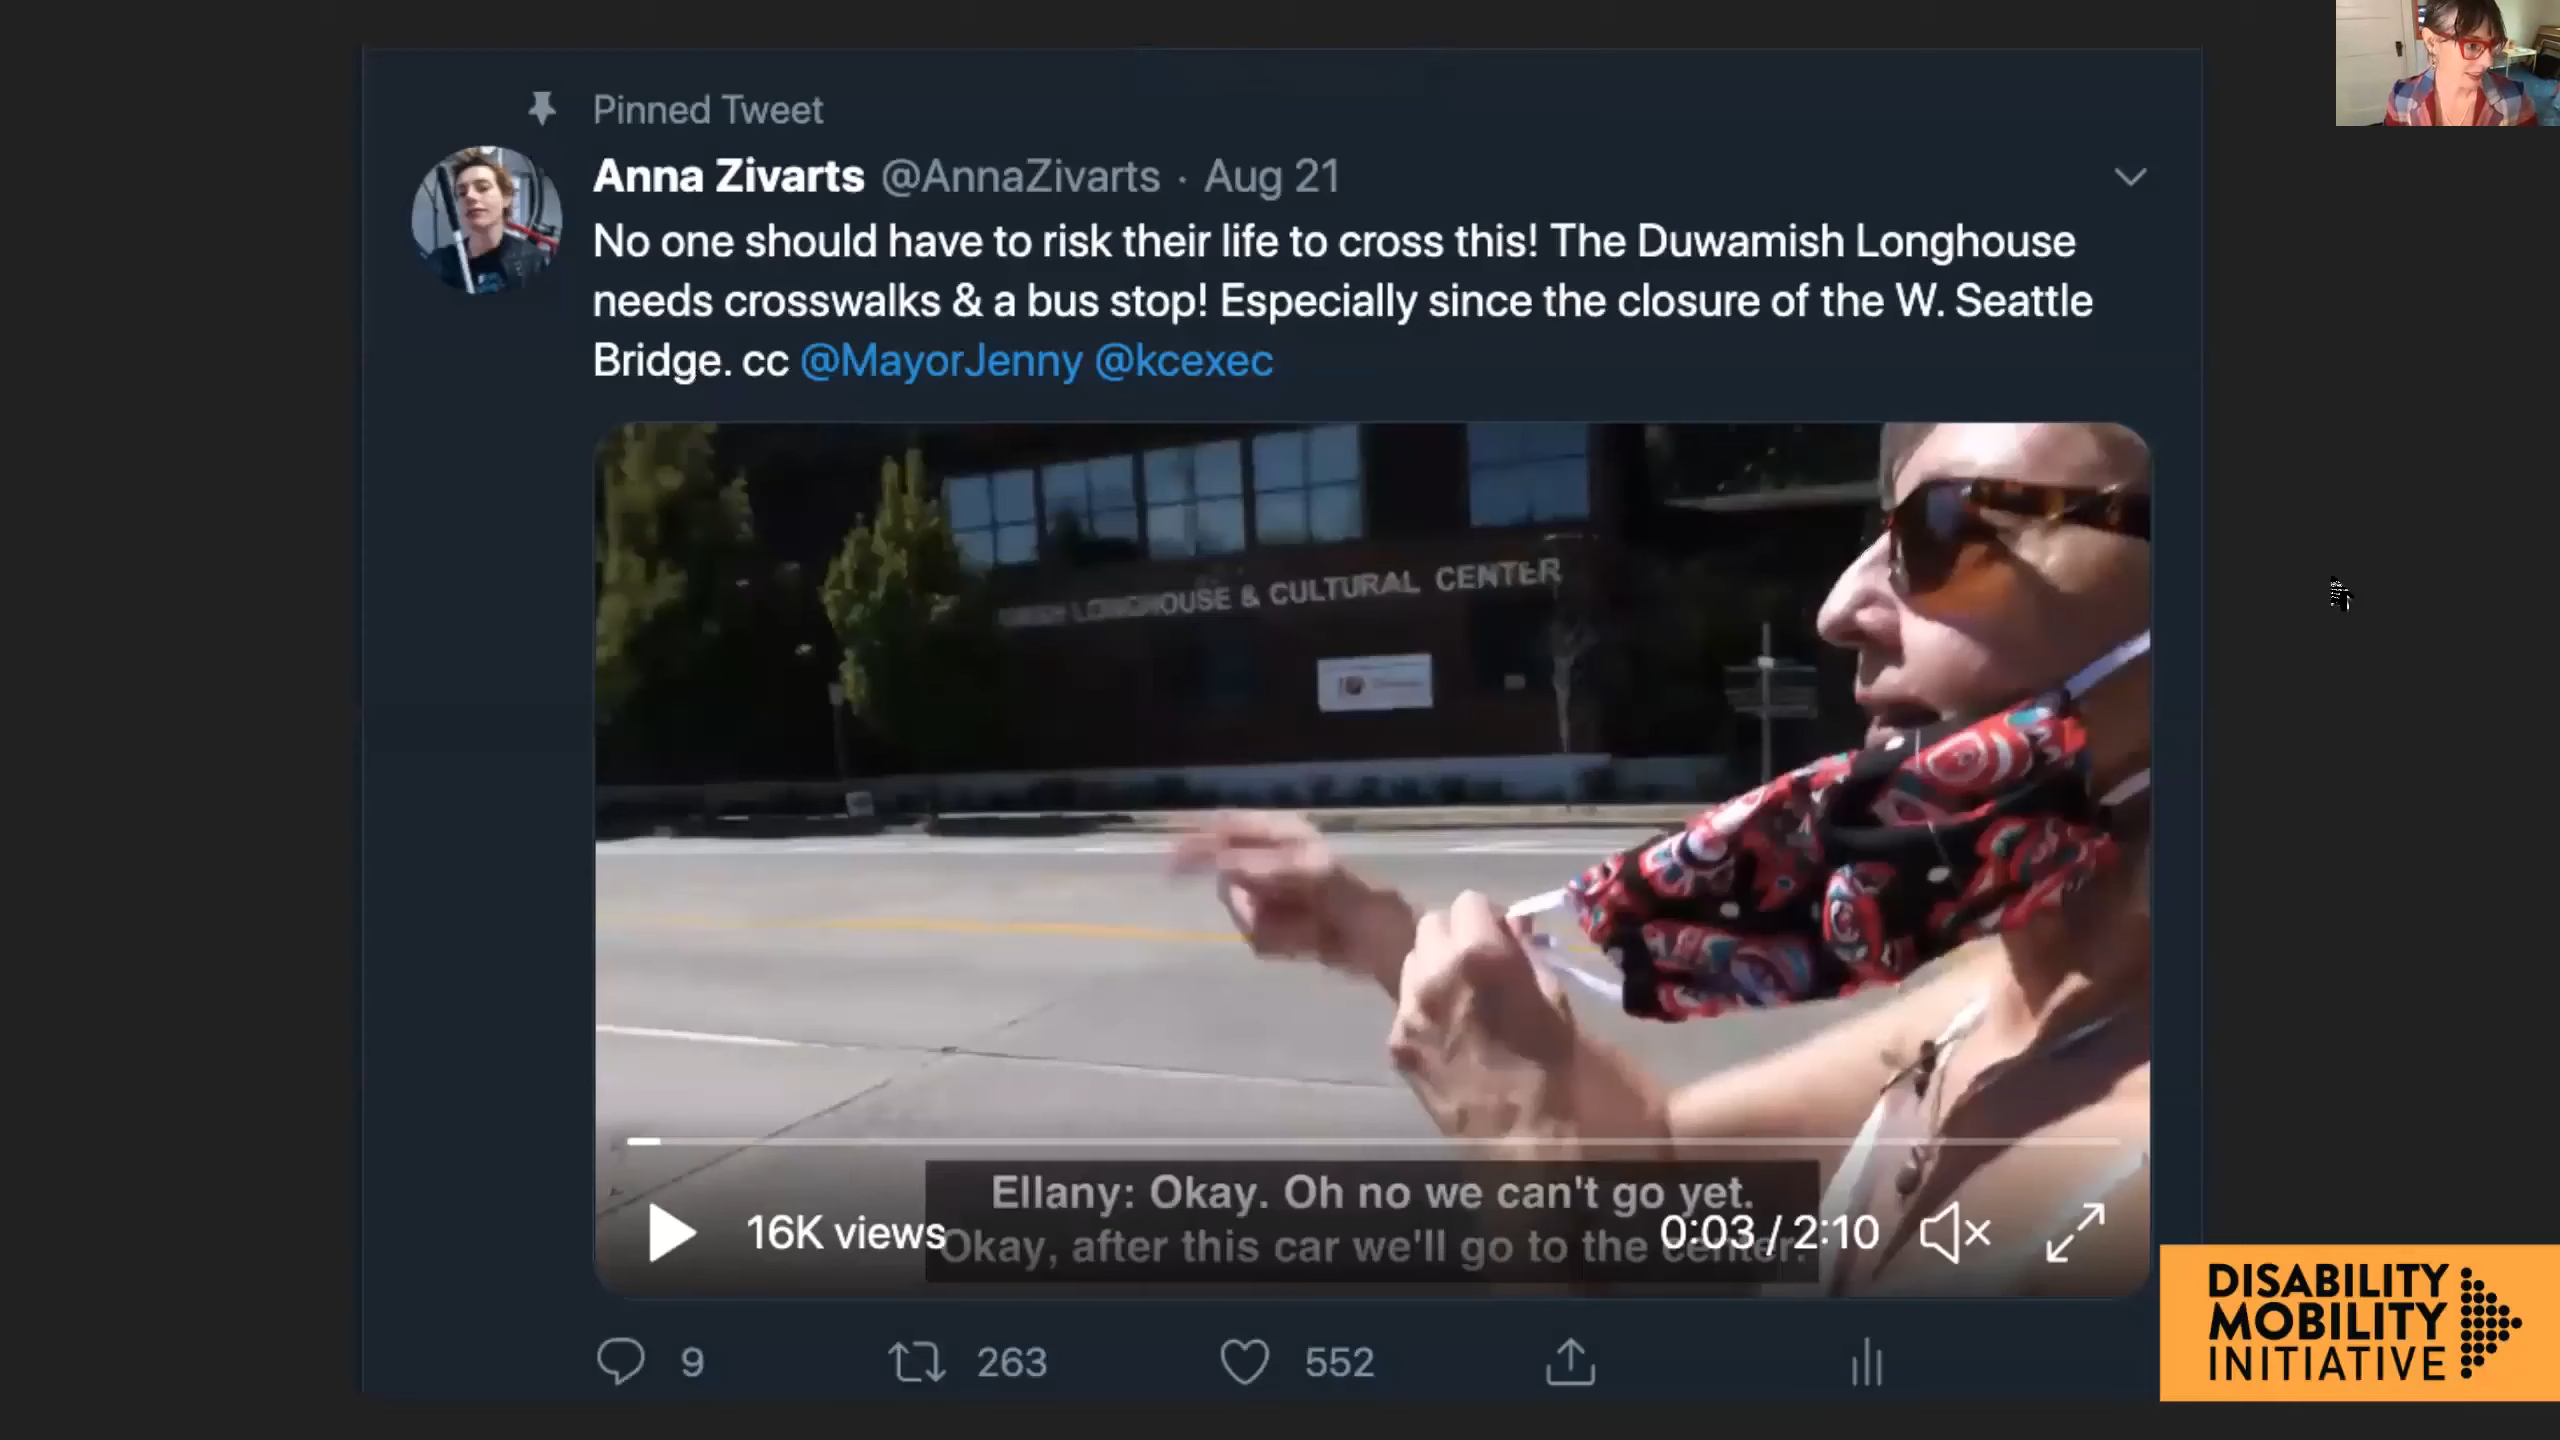 Pinned Tweet
Anna Zivarts @AnnaZivarts · Aug 21
No one should have to risk their life to cross this! The Duwamish Longhouse
needs crosswalks & a bus stop! Especially since the closure of the W. Seattle
Bridge. cc @MayorJenny @kcexec
LONGHOUSE & CULTURAL CENTER
Ellany: Okay. Oh no we can't go yet.
Okay, after this car we'll go to the center.
16K views
0:03 / 2:10
9
263
552
DISABILITY
MOBILITY
INITIATIVE